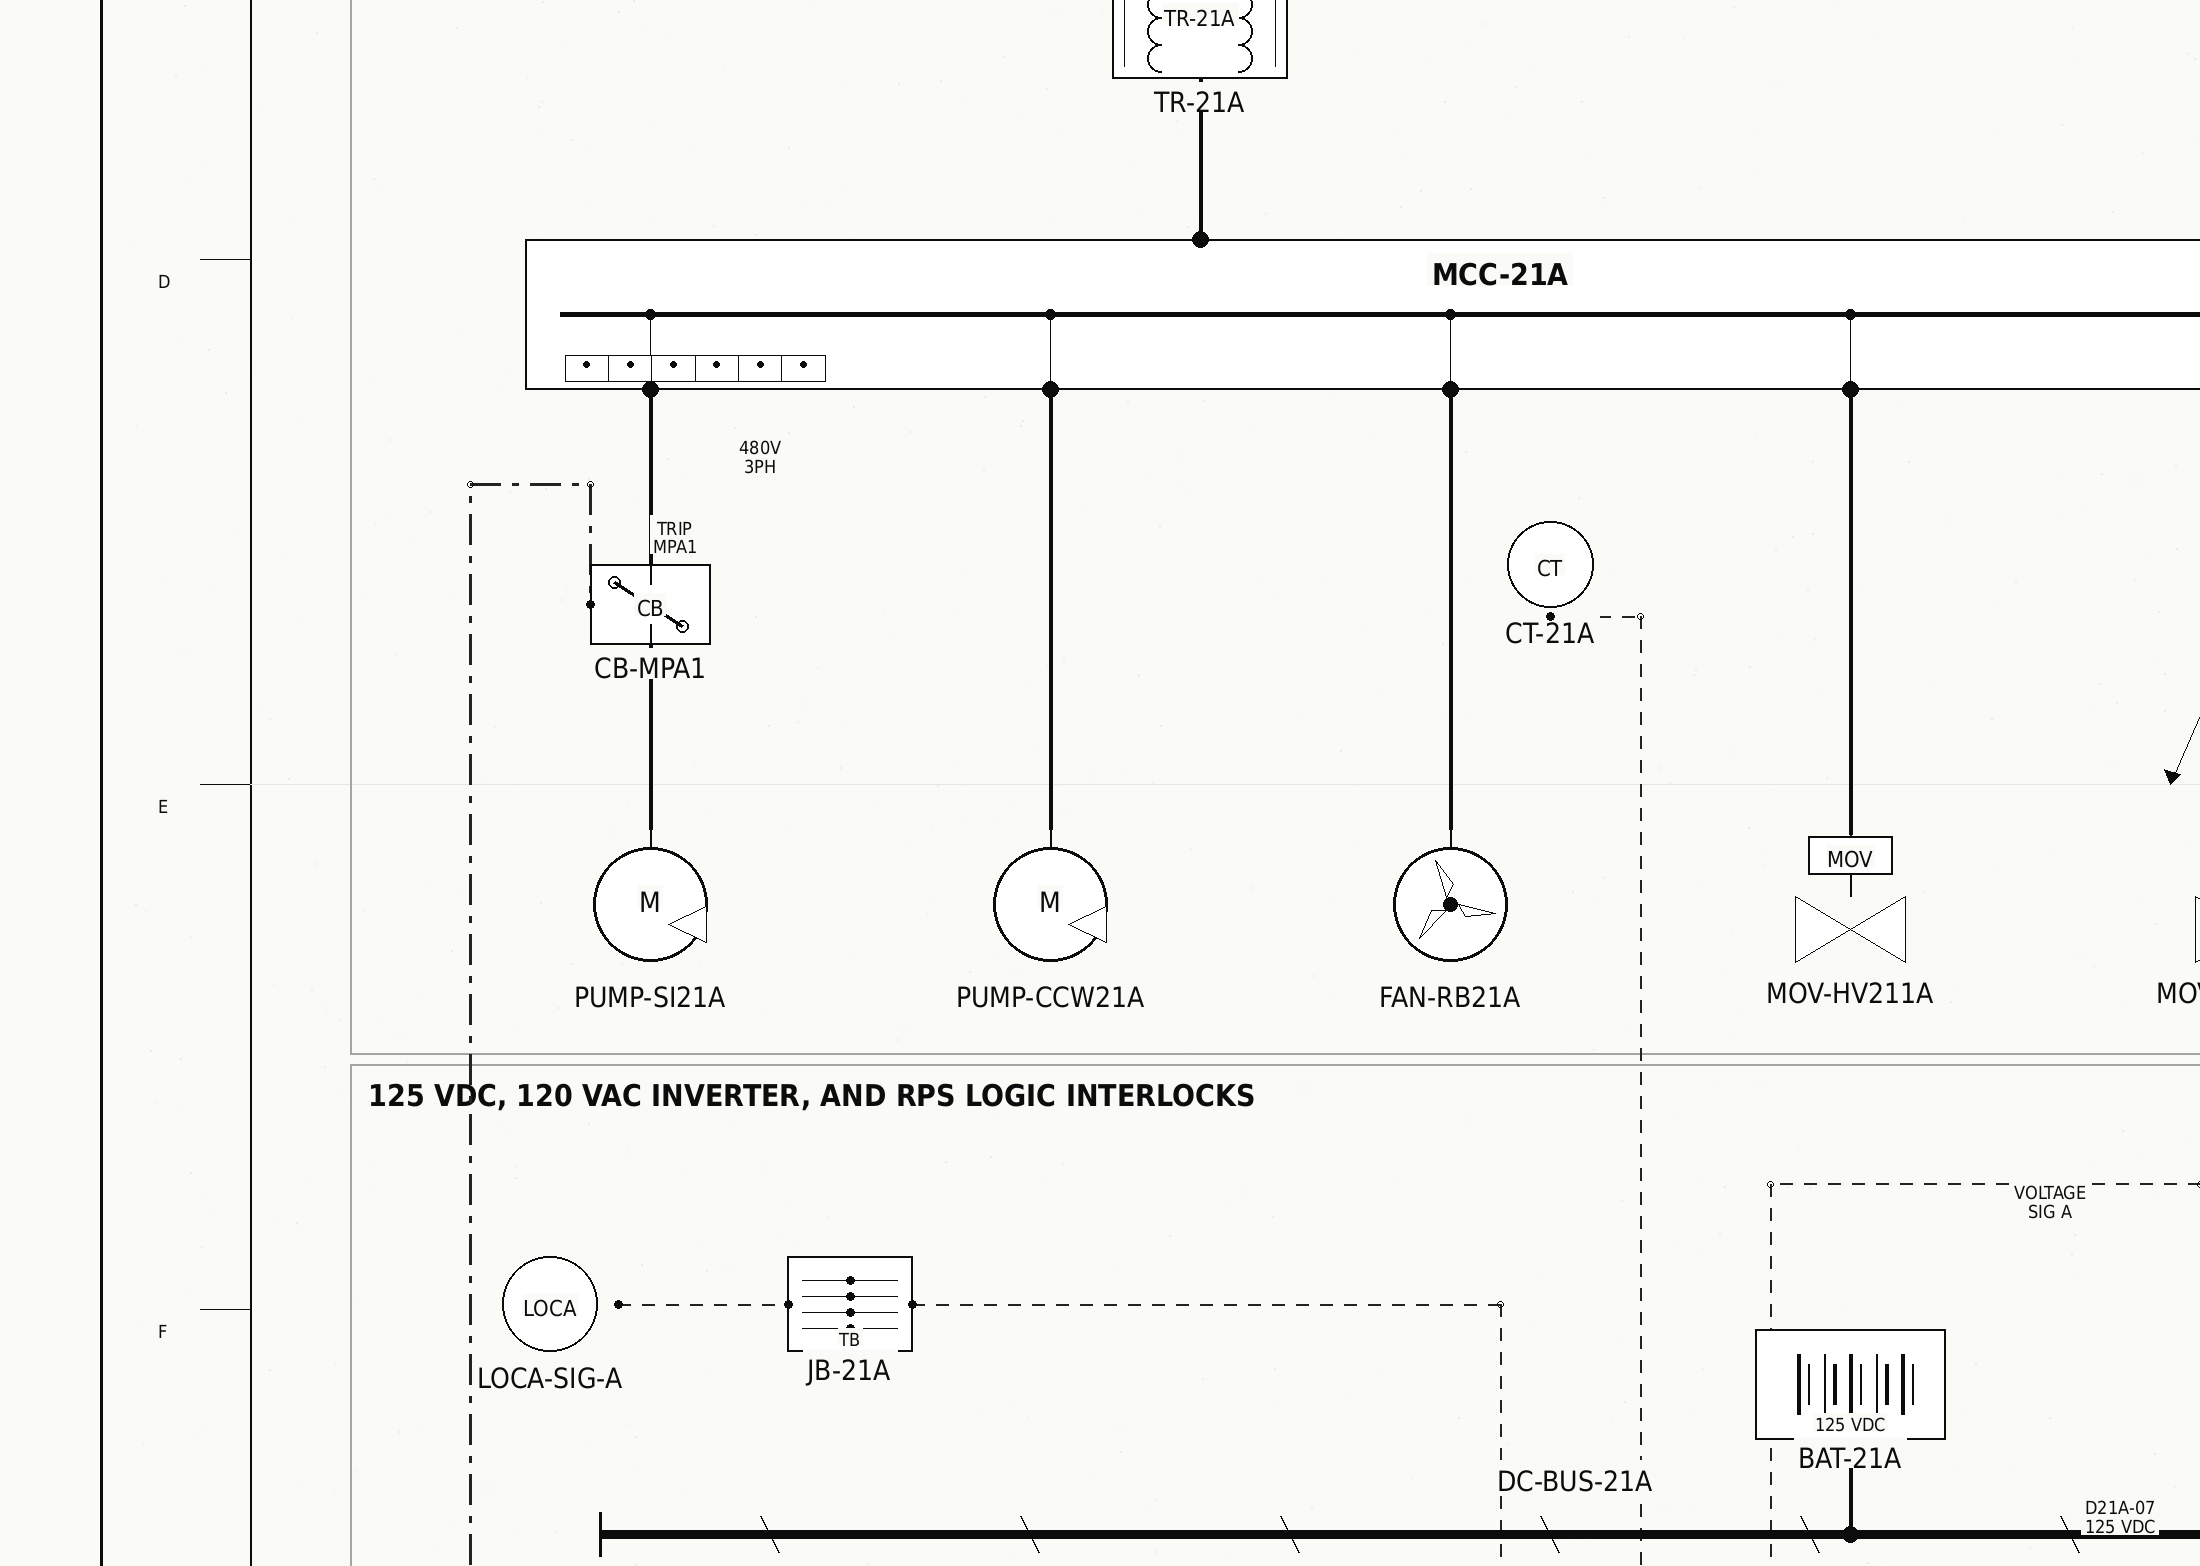 TR-21A
TR-21A
D
MCC-21A
480V
3PH
TRIP
MPA1
CT
CB
CT-21A
CB-MPA1
E
MOV
M
M
PUMP-SI21A
PUMP-CCW21A
FAN-RB21A
MOV-HV211A
MOV
125 VDC, 120 VAC INVERTER, AND RPS LOGIC INTERLOCKS
VOLTAGE
SIG A
LOCA
F
TB
JB-21A
LOCA-SIG-A
125 VDC
BAT-21A
DC-BUS-21A
D21A-07
125 VDC